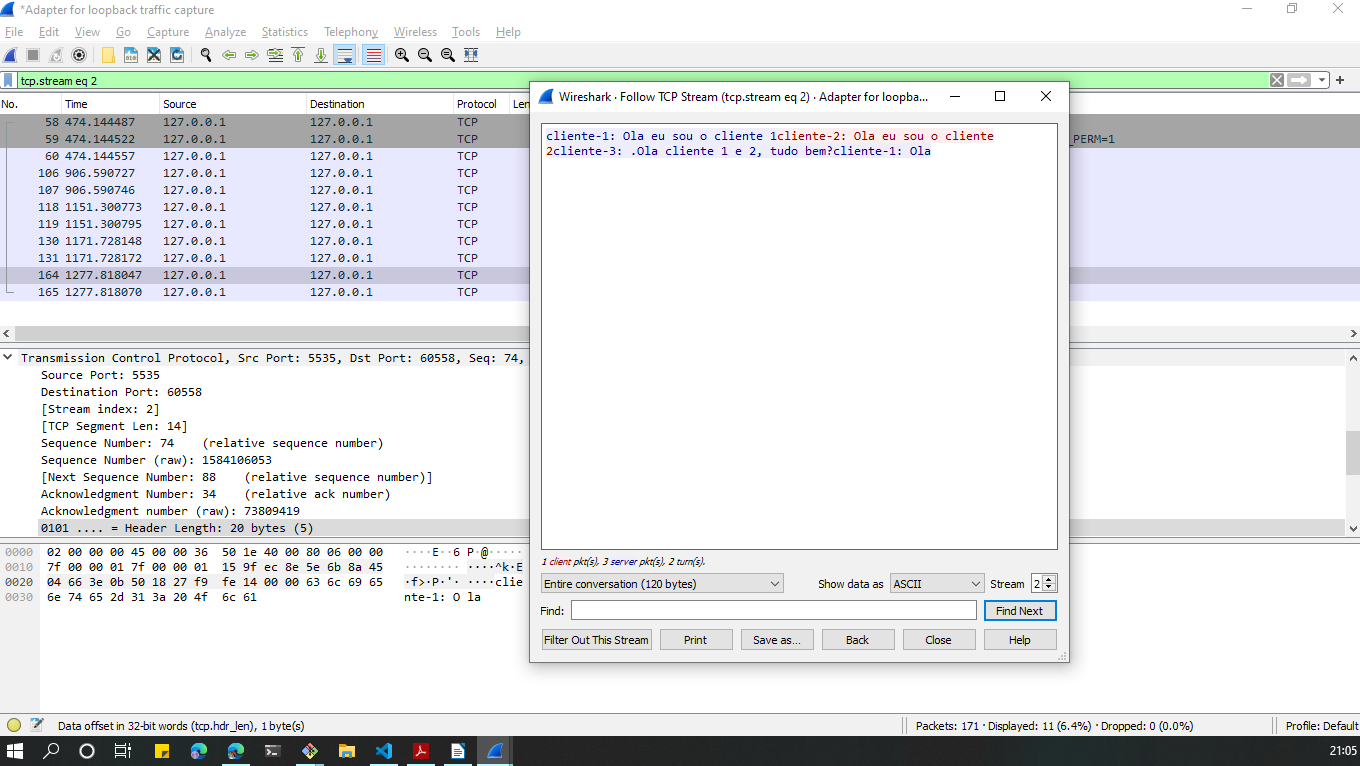 *Adapter for loopback traffic capture
File Edit View Go Capture Analyze Statistics Telephony Wireless Tools Help
tcp.stream eq 2
No. Time Source Destination Protocol Len
58 474.144487 127.0.0.1 127.0.0.1 TCP
59 474.144522 127.0.0.1 127.0.0.1 TCP _PERM=1
60 474.144557 127.0.0.1 127.0.0.1 TCP
106 906.590727 127.0.0.1 127.0.0.1 TCP
107 906.590746 127.0.0.1 127.0.0.1 TCP
118 1151.300773 127.0.0.1 127.0.0.1 TCP
119 1151.300795 127.0.0.1 127.0.0.1 TCP
130 1171.728148 127.0.0.1 127.0.0.1 TCP
131 1171.728172 127.0.0.1 127.0.0.1 TCP
164 1277.818047 127.0.0.1 127.0.0.1 TCP
165 1277.818070 127.0.0.1 127.0.0.1 TCP
Transmission Control Protocol, Src Port: 5535, Dst Port: 60558, Seq: 74,
Source Port: 5535
Destination Port: 60558
[Stream index: 2]
[TCP Segment Len: 14]
Sequence Number: 74 (relative sequence number)
Sequence Number (raw): 1584106053
[Next Sequence Number: 88 (relative sequence number)]
Acknowledgment Number: 34 (relative ack number)
Acknowledgment number (raw): 73809419
0101 .... = Header Length: 20 bytes (5)
0000 02 00 00 00 45 00 00 36 50 1e 40 00 80 06 00 00 ····E··6 P·@·····
0010 7f 00 00 01 7f 00 00 01 15 9f ec 8e 5e 6b 8a 45 ········ ····^k·E
0020 04 66 3e 0b 50 18 27 f9 fe 14 00 00 63 6c 69 65 ·f>·P·'· ····clie
0030 6e 74 65 2d 31 3a 20 4f 6c 61 nte-1: O la
Wireshark · Follow TCP Stream (tcp.stream eq 2) · Adapter for loopba...
cliente-1: Ola eu sou o cliente 1cliente-2: Ola eu sou o cliente
2cliente-3: .Ola cliente 1 e 2, tudo bem?cliente-1: Ola
1 client pkt(s), 3 server pkt(s), 2 turn(s).
Entire conversation (120 bytes) Show data as ASCII Stream 2
Find: Find Next
Filter Out This Stream Print Save as... Back Close Help
Data offset in 32-bit words (tcp.hdr_len), 1 byte(s) Packets: 171 · Displayed: 11 (6.4%) · Dropped: 0 (0.0%) Profile: Default
21:05